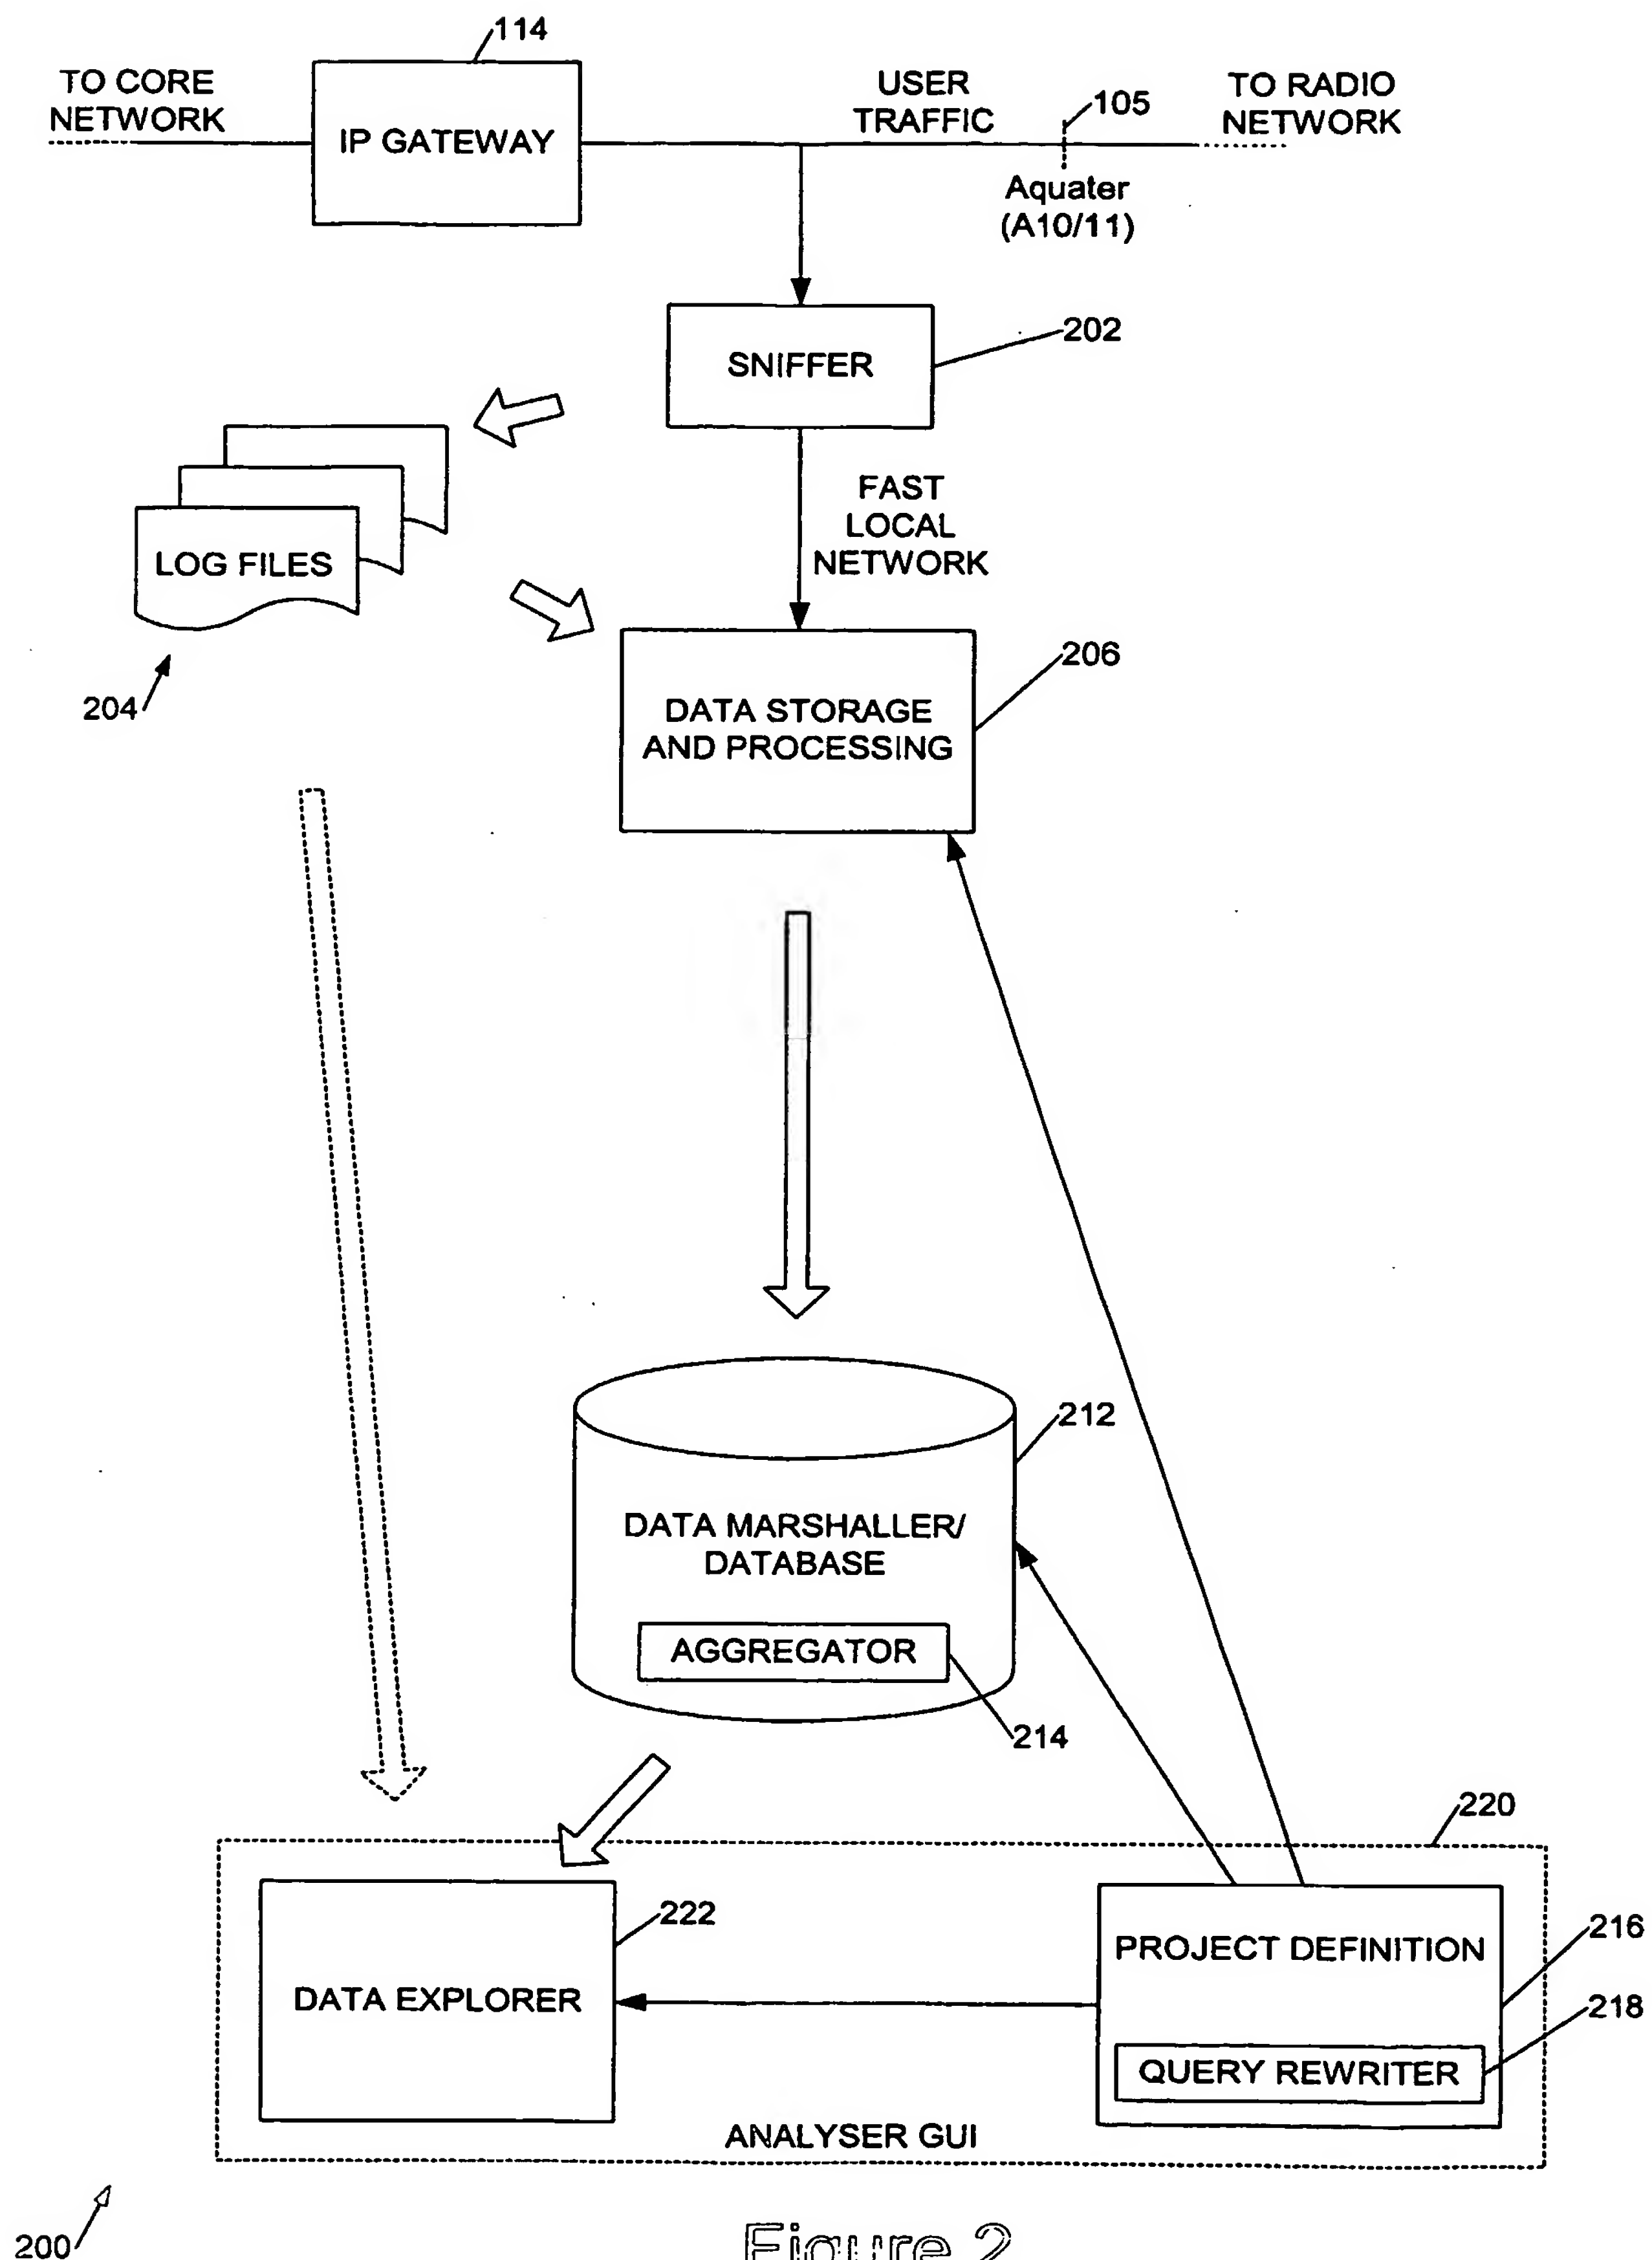 114
TO CORE
NETWORK
IP GATEWAY
USER
TRAFFIC
105
TO RADIO
NETWORK
Aquater
(A10/11)
SNIFFER
202
LOG FILES
204
FAST
LOCAL
NETWORK
206
DATA STORAGE
AND PROCESSING
212
DATA MARSHALLER/
DATABASE
AGGREGATOR
214
220
222
DATA EXPLORER
PROJECT DEFINITION
216
218
QUERY REWRITER
ANALYSER GUI
200
Figure 2